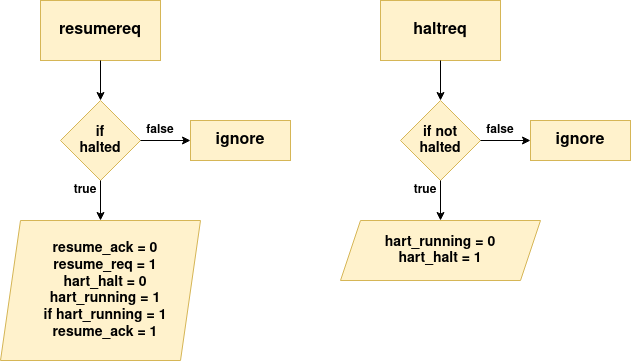 resumereq
if
halted
false
ignore
true
resume_ack = 0
resume_req = 1
hart_halt = 0
hart_running = 1
if hart_running = 1
resume_ack = 1
haltreq
if not
halted
false
ignore
true
hart_running = 0
hart_halt = 1